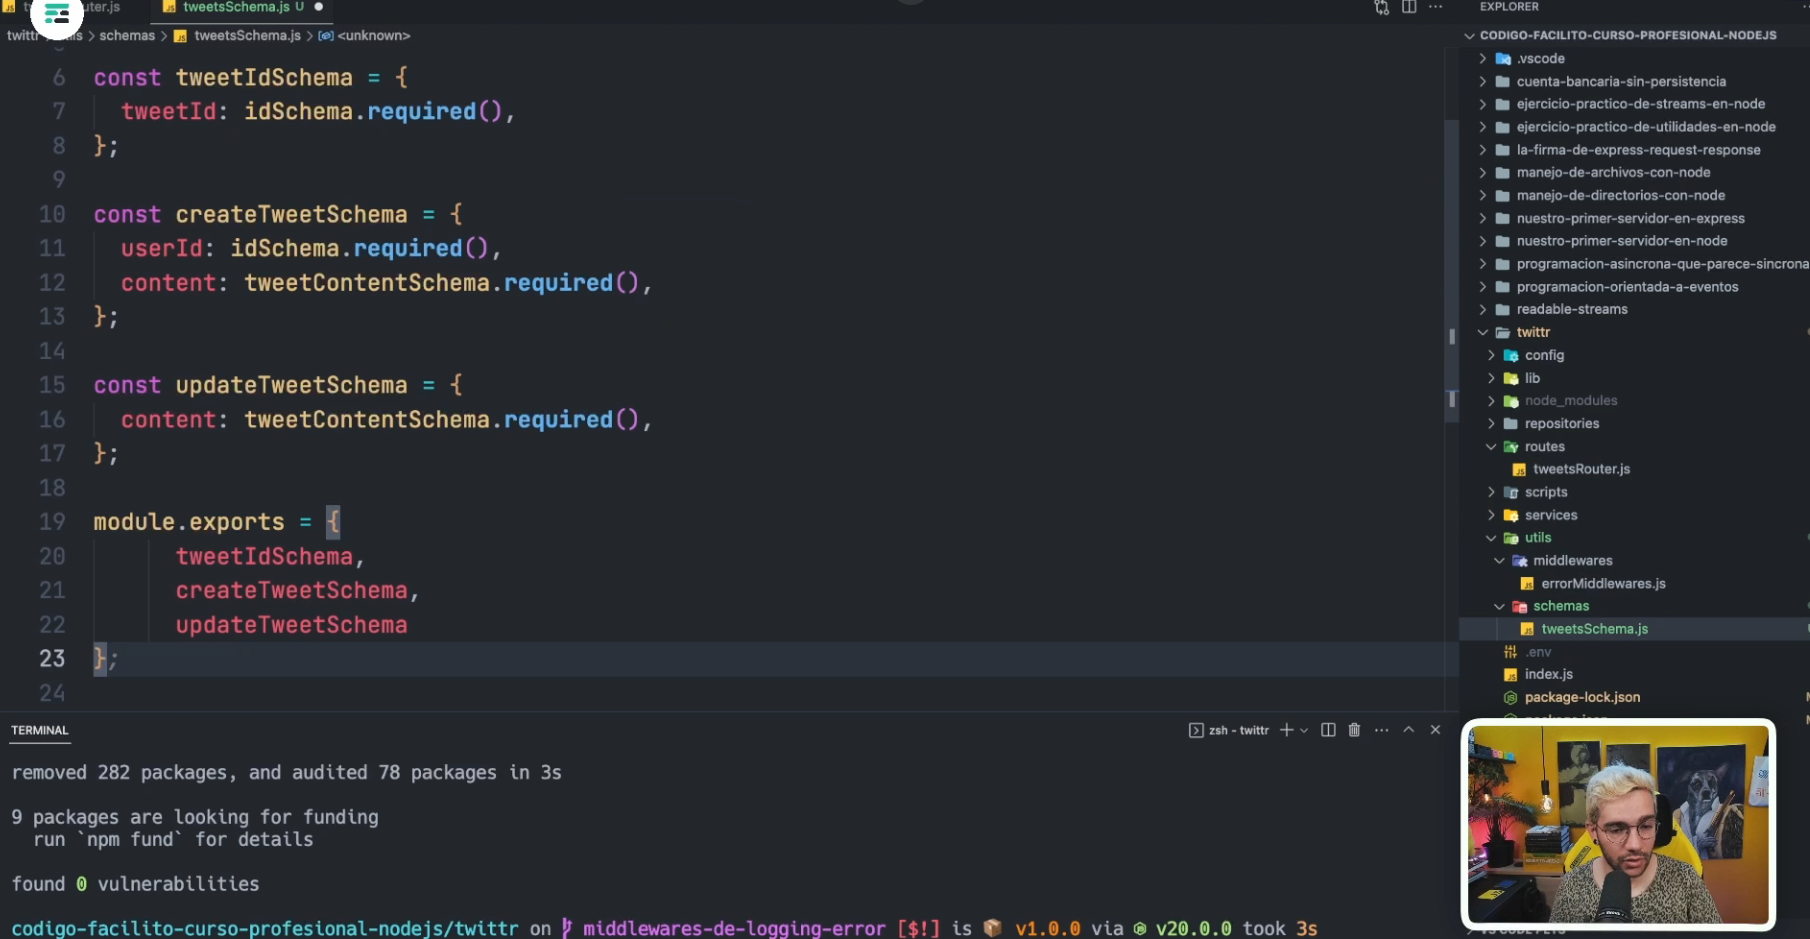 uter.js
tweetsSchema.js U
twittr > utils > schemas > tweetsSchema.js > <unknown>
6 const tweetIdSchema = {
7 tweetId: idSchema.required(),
8 };
9
10 const createTweetSchema = {
11 userId: idSchema.required(),
12 content: tweetContentSchema.required(),
13 };
14
15 const updateTweetSchema = {
16 content: tweetContentSchema.required(),
17 };
18
19 module.exports = {
20 tweetIdSchema,
21 createTweetSchema,
22 updateTweetSchema
23 };
24
TERMINAL
zsh - twittr
removed 282 packages, and audited 78 packages in 3s
9 packages are looking for funding
run `npm fund` for details
found 0 vulnerabilities
codigo-facilito-curso-profesional-nodejs/twittr on middlewares-de-logging-error [$!] is v1.0.0 via v20.0.0 took 3s
EXPLORER
CODIGO-FACILITO-CURSO-PROFESIONAL-NODEJS
.vscode
cuenta-bancaria-sin-persistencia
ejercicio-practico-de-streams-en-node
ejercicio-practico-de-utilidades-en-node
la-firma-de-express-request-response
manejo-de-archivos-con-node
manejo-de-directorios-con-node
nuestro-primer-servidor-en-express
nuestro-primer-servidor-en-node
programacion-asincrona-que-parece-sincrona
programacion-orientada-a-eventos
readable-streams
twittr
config
lib
node_modules
repositories
routes
tweetsRouter.js
scripts
services
utils
middlewares
errorMiddlewares.js
schemas
tweetsSchema.js
.env
index.js
package-lock.json